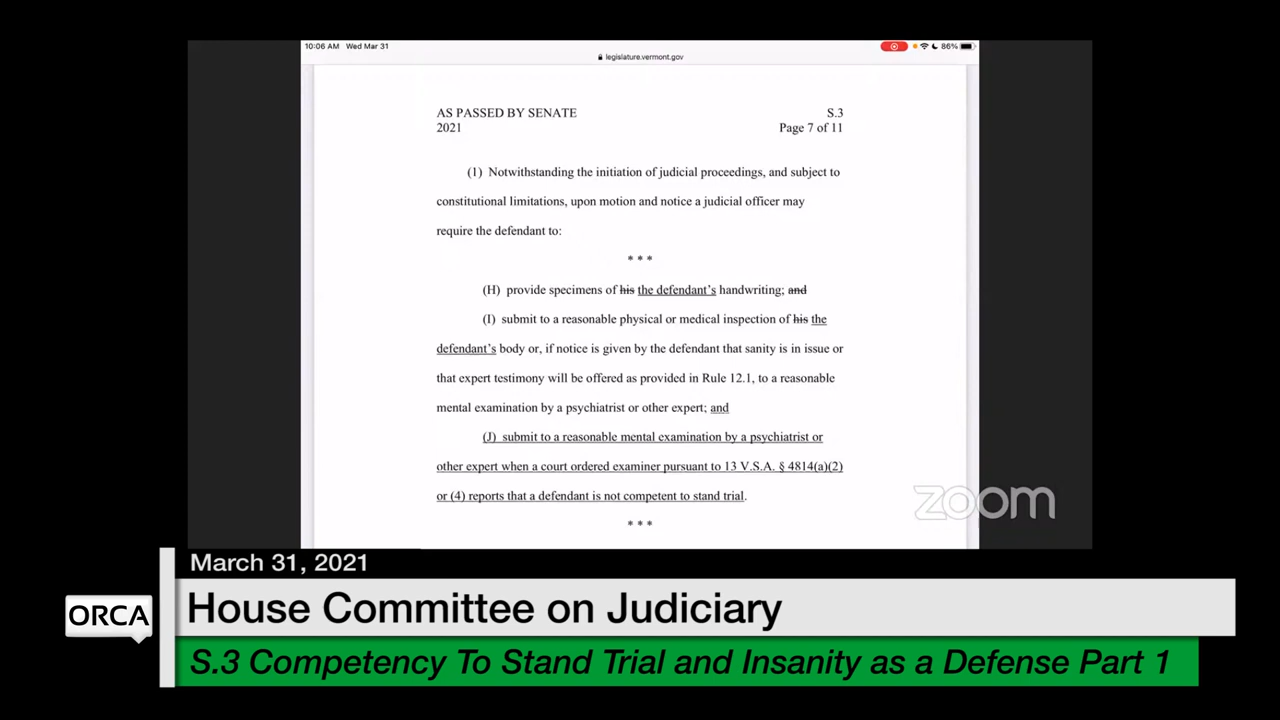 10:06 AM Wed Mar 31
86%
legislature.vermont.gov
AS PASSED BY SENATE S.3
2021 Page 7 of 11
(1) Notwithstanding the initiation of judicial proceedings, and subject to
constitutional limitations, upon motion and notice a judicial officer may
require the defendant to:
* * *
(H) provide specimens of his the defendant's handwriting; and
(I) submit to a reasonable physical or medical inspection of his the
defendant's body or, if notice is given by the defendant that sanity is in issue or
that expert testimony will be offered as provided in Rule 12.1, to a reasonable
mental examination by a psychiatrist or other expert; and
(J) submit to a reasonable mental examination by a psychiatrist or
other expert when a court ordered examiner pursuant to 13 V.S.A. § 4814(a)(2)
or (4) reports that a defendant is not competent to stand trial.
* * *
zoom
March 31, 2021
ORCA
House Committee on Judiciary
S.3 Competency To Stand Trial and Insanity as a Defense Part 1